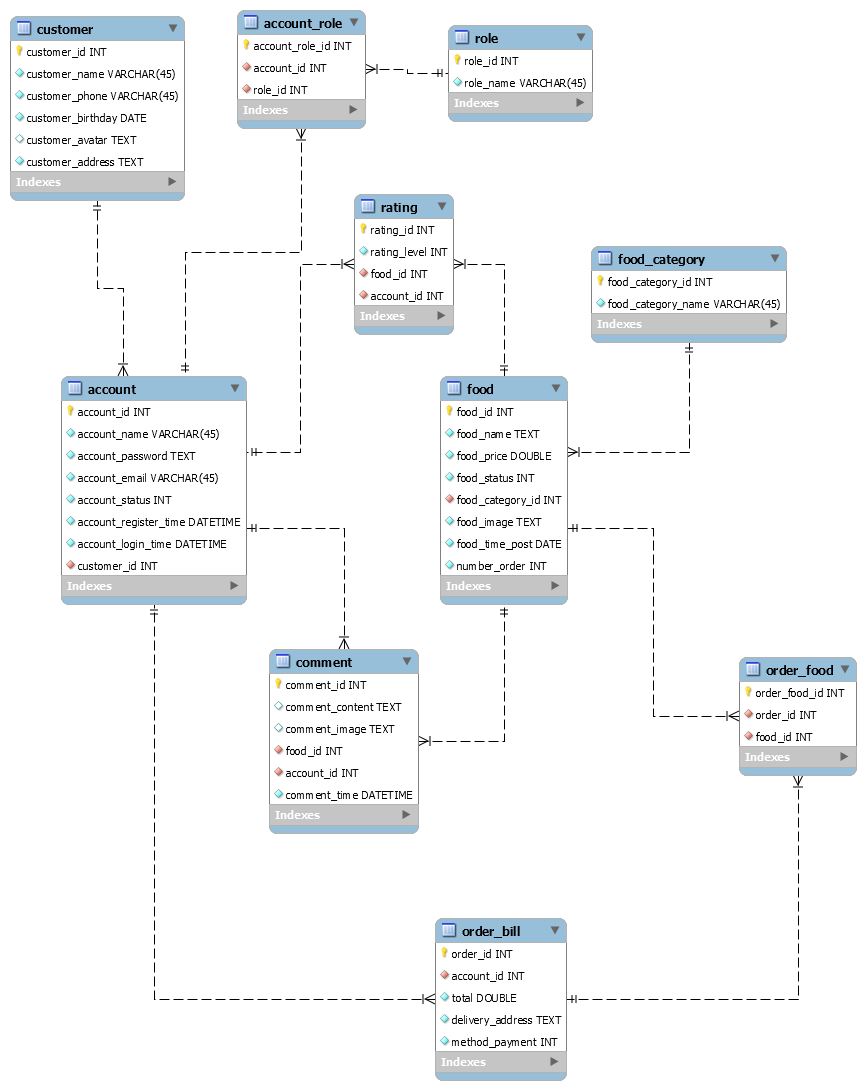 customer
customer_id INT
customer_name VARCHAR(45)
customer_phone VARCHAR(45)
customer_birthday DATE
customer_avatar TEXT
customer_address TEXT
Indexes
account_role
account_role_id INT
account_id INT
role_id INT
Indexes
role
role_id INT
role_name VARCHAR(45)
Indexes
rating
rating_id INT
rating_level INT
food_id INT
account_id INT
Indexes
food_category
food_category_id INT
food_category_name VARCHAR(45)
Indexes
account
account_id INT
account_name VARCHAR(45)
account_password TEXT
account_email VARCHAR(45)
account_status INT
account_register_time DATETIME
account_login_time DATETIME
customer_id INT
Indexes
food
food_id INT
food_name TEXT
food_price DOUBLE
food_status INT
food_category_id INT
food_image TEXT
food_time_post DATE
number_order INT
Indexes
comment
comment_id INT
comment_content TEXT
comment_image TEXT
food_id INT
account_id INT
comment_time DATETIME
Indexes
order_food
order_food_id INT
order_id INT
food_id INT
Indexes
order_bill
order_id INT
account_id INT
total DOUBLE
delivery_address TEXT
method_payment INT
Indexes